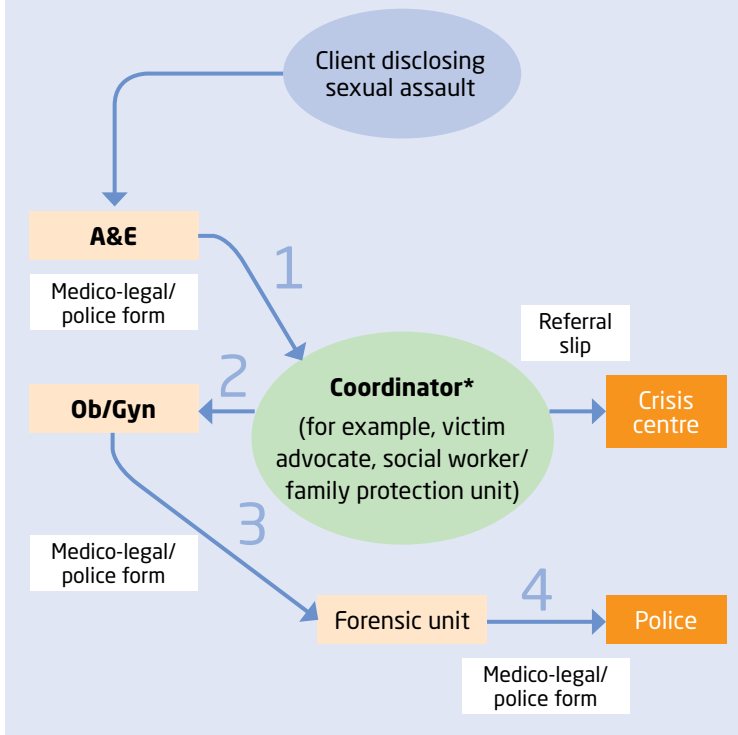 Client disclosing
sexual assault
A&E
1
Medico-legal/
police form
Referral
slip
2
Coordinator*
(for example, victim
advocate, social worker/
family protection unit)
Ob/Gyn
Crisis
centre
3
Medico-legal/
police form
Forensic unit
4
Police
Medico-legal/
police form